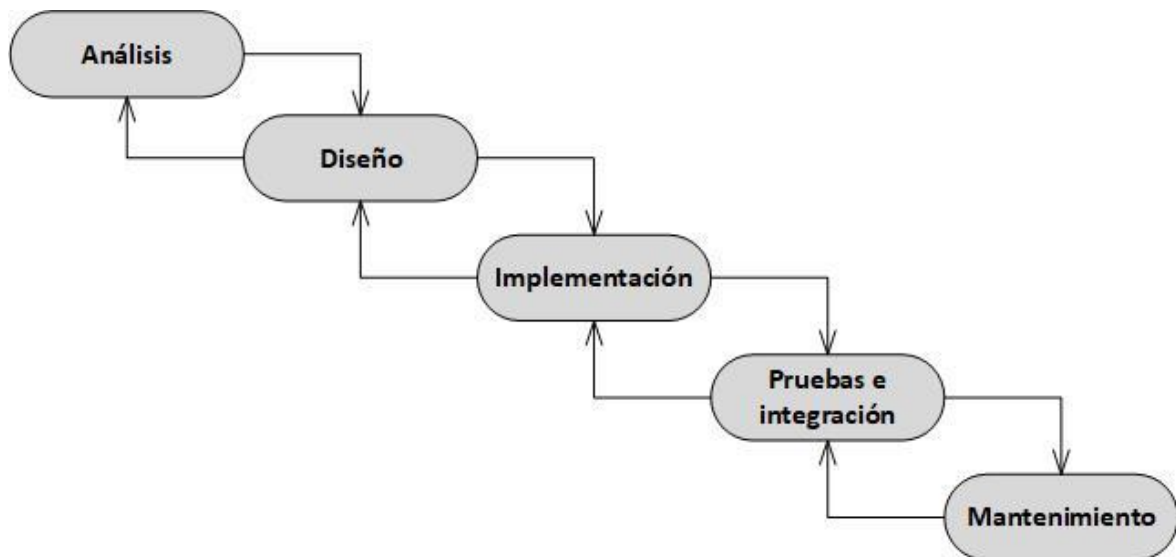 Análisis
Diseño
Implementación
Pruebas e
integración
Mantenimiento